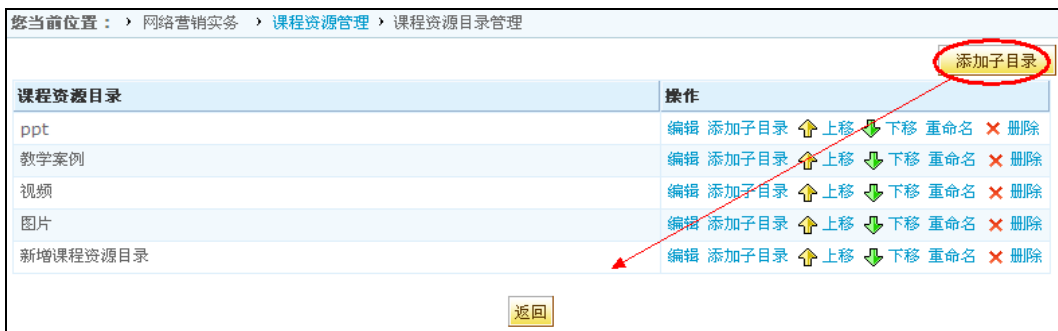 您当前位置： › 网络营销实务 › 课程资源管理 › 课程资源目录管理
添加子目录
课程资源目录 操作
ppt 编辑 添加子目录 上移 下移 重命名 删除
教学案例 编辑 添加子目录 上移 下移 重命名 删除
视频 编辑 添加子目录 上移 下移 重命名 删除
图片 编辑 添加子目录 上移 下移 重命名 删除
新增课程资源目录 编辑 添加子目录 上移 下移 重命名 删除
返回